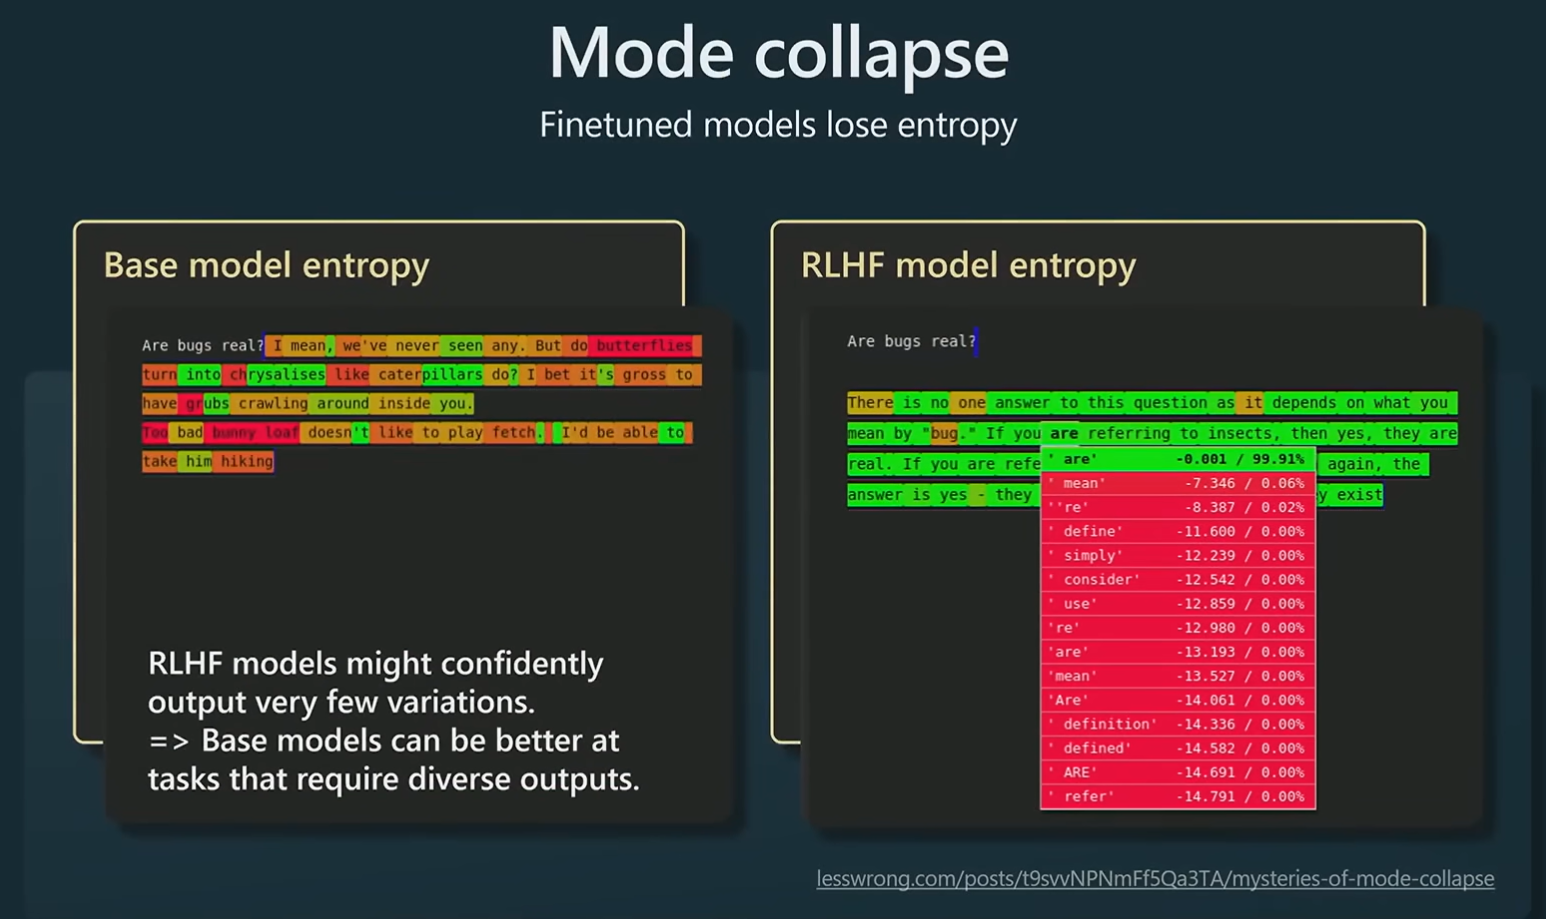 Mode collapse
Finetuned models lose entropy
Base model entropy
Are bugs real? I mean, we've never seen any. But do butterflies
turn into chrysalises like caterpillars do? I bet it's gross to
have grubs crawling around inside you.
Too bad bunny loaf doesn't like to play fetch. I'd be able to
take him hiking
RLHF models might confidently
output very few variations.
=> Base models can be better at
tasks that require diverse outputs.
RLHF model entropy
Are bugs real?
There is no one answer to this question as it depends on what you
mean by "bug." If you are referring to insects, then yes, they are
real. If you are refe again, the
answer is yes - they y exist
' are' -0.001 / 99.91%
' mean' -7.346 / 0.06%
''re' -8.387 / 0.02%
' define' -11.600 / 0.00%
' simply' -12.239 / 0.00%
' consider' -12.542 / 0.00%
' use' -12.859 / 0.00%
're' -12.980 / 0.00%
'are' -13.193 / 0.00%
'mean' -13.527 / 0.00%
'Are' -14.061 / 0.00%
' definition' -14.336 / 0.00%
' defined' -14.582 / 0.00%
' ARE' -14.691 / 0.00%
' refer' -14.791 / 0.00%
lesswrong.com/posts/t9svvNPNmFf5Qa3TA/mysteries-of-mode-collapse